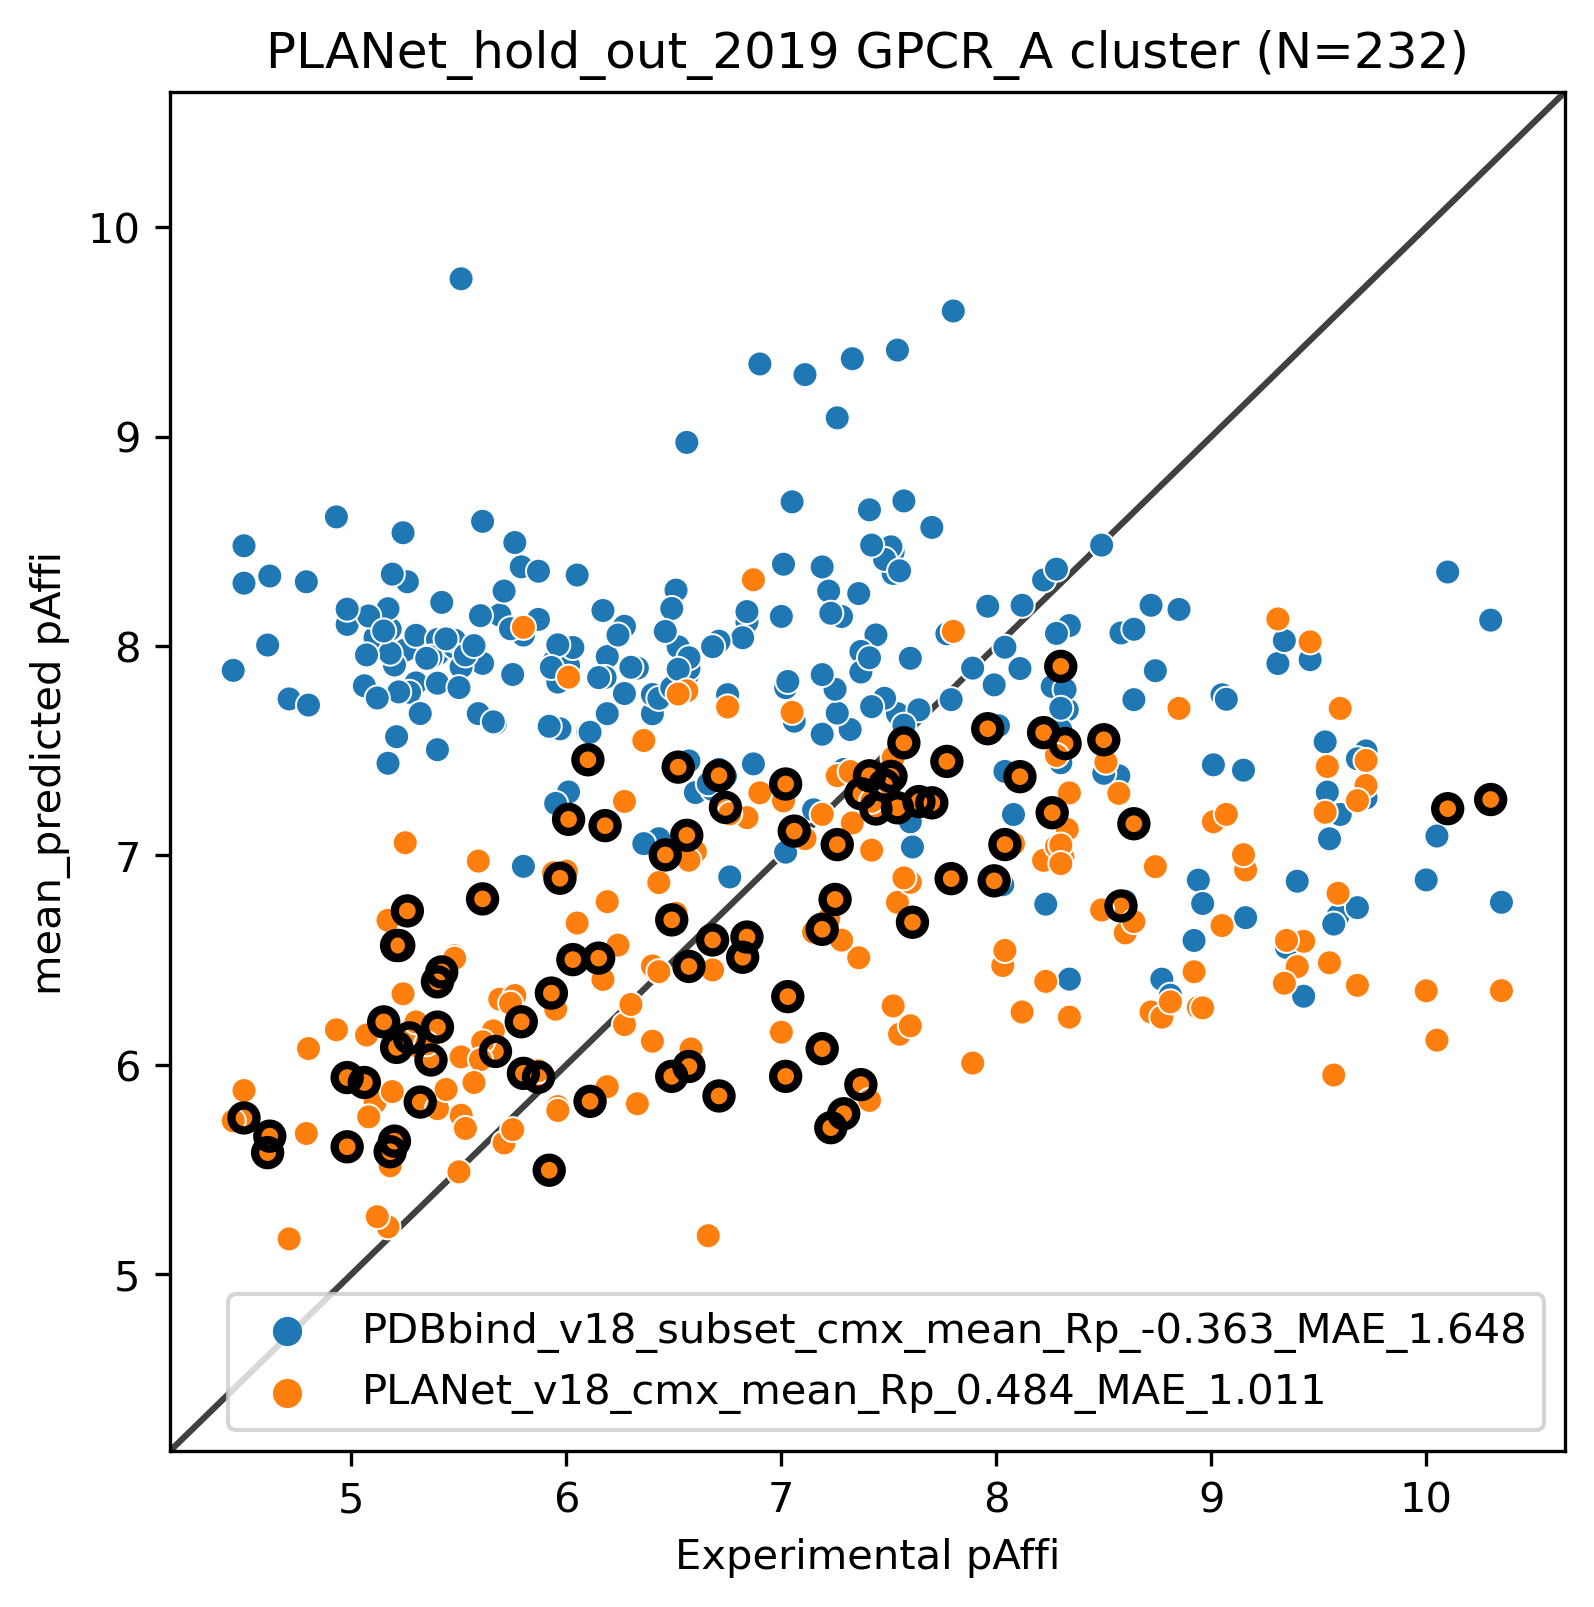 PLANet_hold_out_2019 GPCR_A cluster (N=232)
10
9
8
7
6
5
mean_predicted pAffi
PDBbind_v18_subset_cmx_mean_Rp_-0.363_MAE_1.648
PLANet_v18_cmx_mean_Rp_0.484_MAE_1.011
5 6 7 8 9 10
Experimental pAffi